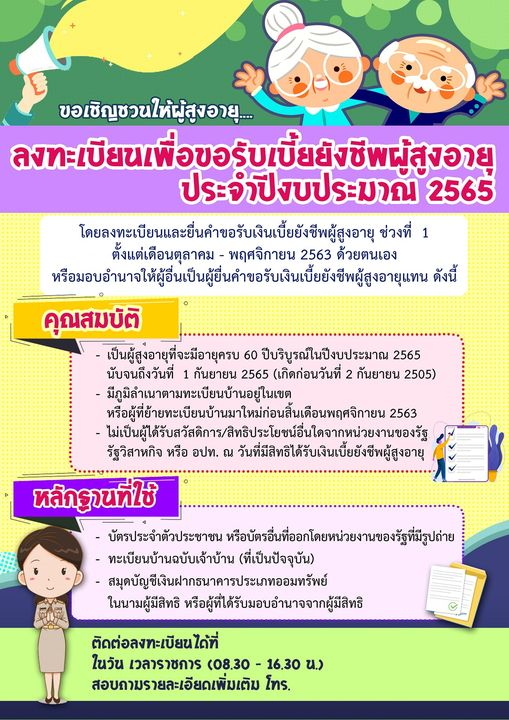 ขอเชิญชวนให้ผู้สูงอายุ....
ลงทะเบียนเพื่อขอรับเบี้ยยังชีพผู้สูงอายุ
ประจำปีงบประมาณ 2565
โดยลงทะเบียนและยื่นคำขอรับเงินเบี้ยยังชีพผู้สูงอายุ ช่วงที่ 1
ตั้งแต่เดือนตุลาคม - พฤศจิกายน 2563 ด้วยตนเอง
หรือมอบอำนาจให้ผู้อื่นเป็นผู้ยื่นคำขอรับเงินเบี้ยยังชีพผู้สูงอายุแทน ดังนี้
คุณสมบัติ
- เป็นผู้สูงอายุที่จะมีอายุครบ 60 ปีบริบูรณ์ในปีงบประมาณ 2565
นับจนถึงวันที่ 1 กันยายน 2565 (เกิดก่อนวันที่ 2 กันยายน 2505)
- มีภูมิลำเนาตามทะเบียนบ้านอยู่ในเขต
หรือผู้ที่ย้ายทะเบียนบ้านมาใหม่ก่อนสิ้นเดือนพฤศจิกายน 2563
- ไม่เป็นผู้ได้รับสวัสดิการ/สิทธิประโยชน์อื่นใดจากหน่วยงานของรัฐ
รัฐวิสาหกิจ หรือ อปท. ณ วันที่มีสิทธิได้รับเงินเบี้ยยังชีพผู้สูงอายุ
หลักฐานที่ใช้
- บัตรประจำตัวประชาชน หรือบัตรอื่นที่ออกโดยหน่วยงานของรัฐที่มีรูปถ่าย
- ทะเบียนบ้านฉบับเจ้าบ้าน (ที่เป็นปัจจุบัน)
- สมุดบัญชีเงินฝากธนาคารประเภทออมทรัพย์
ในนามผู้มีสิทธิ หรือผู้ที่ได้รับมอบอำนาจจากผู้มีสิทธิ
ติดต่อลงทะเบียนได้ที่
ในวัน เวลาราชการ (08.30 - 16.30 น.)
สอบถามรายละเอียดเพิ่มเติม โทร.